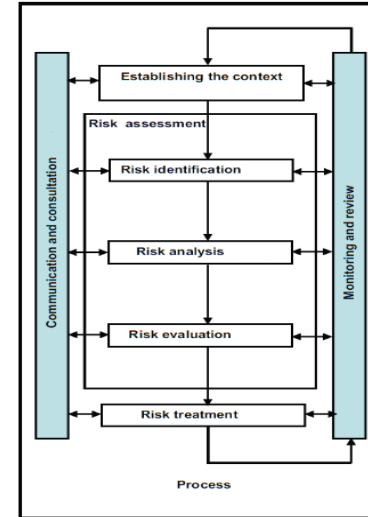 Establishing the context
Risk assessment
Risk identification
Risk analysis
Risk evaluation
Risk treatment
Communication and consultation
Monitoring and review
Process